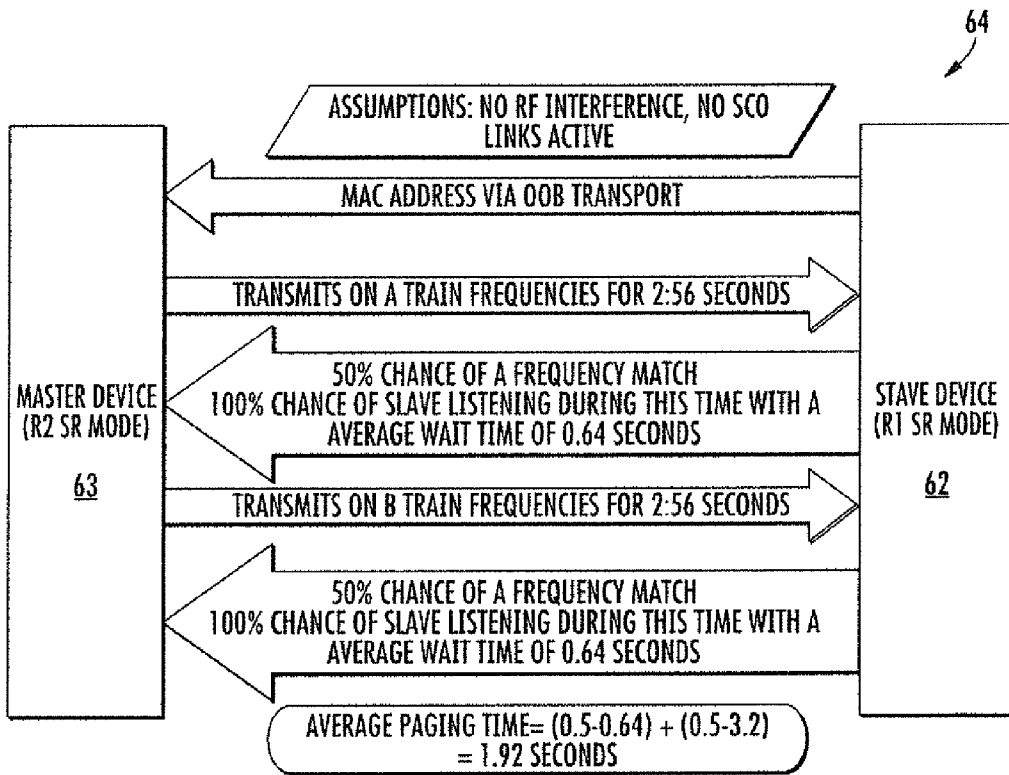 64
ASSUMPTIONS: NO RF INTERFERENCE, NO SCO
LINKS ACTIVE
MAC ADDRESS VIA OOB TRANSPORT
TRANSMITS ON A TRAIN FREQUENCIES FOR 2:56 SECONDS
50% CHANCE OF A FREQUENCY MATCH
100% CHANCE OF SLAVE LISTENING DURING THIS TIME WITH A
AVERAGE WAIT TIME OF 0.64 SECONDS
MASTER DEVICE
(R2 SR MODE)
63
STAVE DEVICE
(R1 SR MODE)
62
TRANSMITS ON B TRAIN FREQUENCIES FOR 2:56 SECONDS
50% CHANCE OF A FREQUENCY MATCH
100% CHANCE OF SLAVE LISTENING DURING THIS TIME WITH A
AVERAGE WAIT TIME OF 0.64 SECONDS
AVERAGE PAGING TIME= (0.5-0.64) + (0.5-3.2)
= 1.92 SECONDS